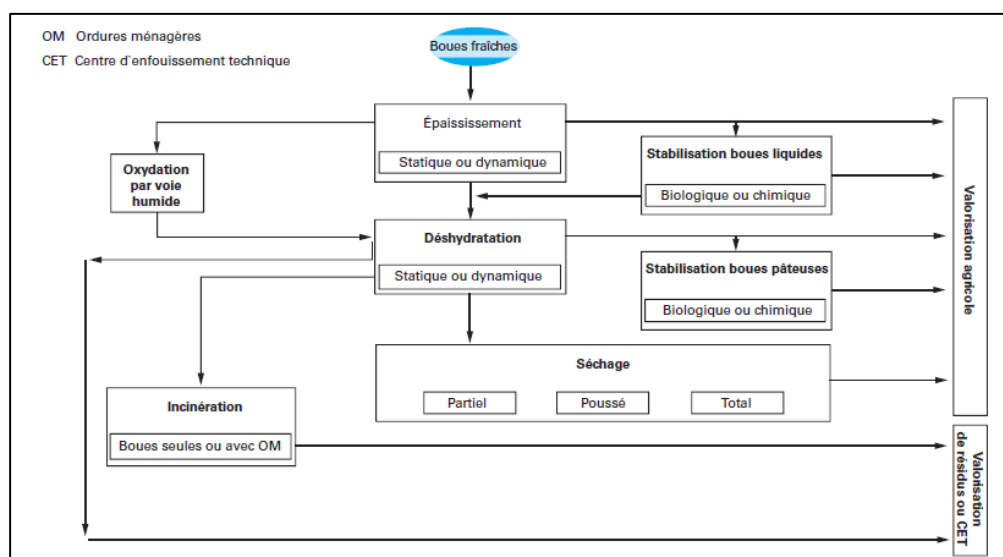 OM Ordures ménagères
CET Centre d'enfouissement technique
Boues fraîches
Épaississement
Statique ou dynamique
Oxydation
par voie
humide
Stabilisation boues liquides
Biologique ou chimique
Déshydratation
Statique ou dynamique
Stabilisation boues pâteuses
Biologique ou chimique
Séchage
Partiel
Poussé
Total
Incinération
Boues seules ou avec OM
Valorisation agricole
Valorisation
de résidus ou CET